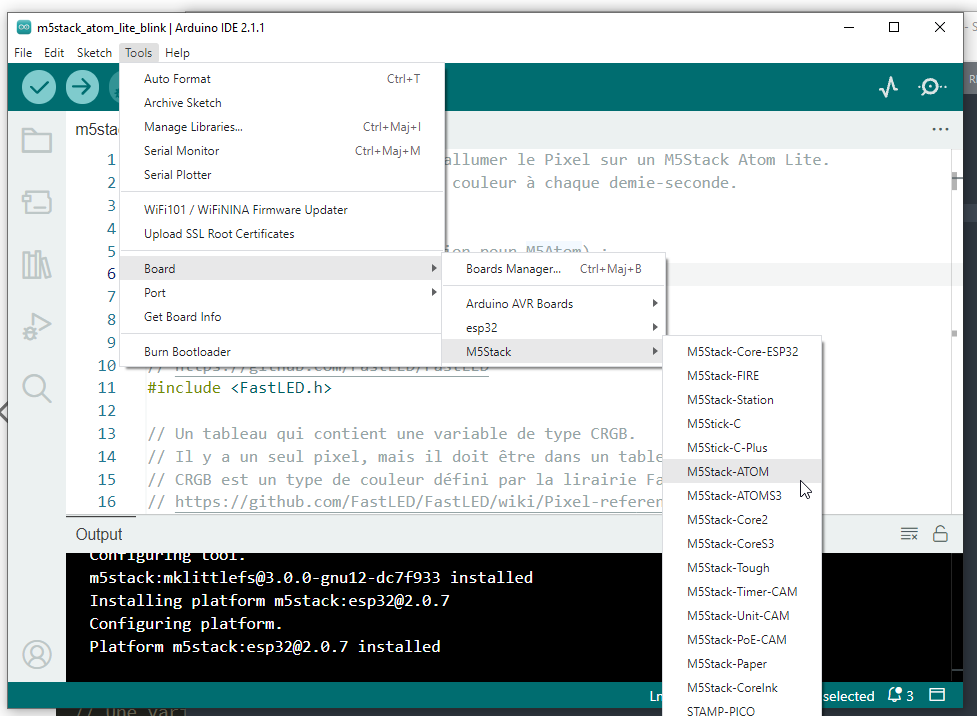 m5stack_atom_lite_blink | Arduino IDE 2.1.1
File Edit Sketch Tools Help
Auto Format Ctrl+T
Archive Sketch
Manage Libraries... Ctrl+Maj+I
Serial Monitor Ctrl+Maj+M
Serial Plotter
WiFi101 / WiFiNINA Firmware Updater
Upload SSL Root Certificates
Board
Port
Get Board Info
Burn Bootloader
Boards Manager... Ctrl+Maj+B
Arduino AVR Boards
esp32
M5Stack
M5Stack-Core-ESP32
M5Stack-FIRE
M5Stack-Station
M5Stick-C
M5Stick-C-Plus
M5Stack-ATOM
M5Stack-ATOMS3
M5Stack-Core2
M5Stack-CoreS3
M5Stack-Tough
M5Stack-Timer-CAM
M5Stack-Unit-CAM
M5Stack-PoE-CAM
M5Stack-Paper
M5Stack-CoreInk
STAMP-PICO
m5sta
1 allumer le Pixel sur un M5Stack Atom Lite.
2 couleur à chaque demie-seconde.
3
4
5 ion pour M5Atom) :
6
7
8
9
10 // https://github.com/FastLED/FastLED
11 #include <FastLED.h>
12
13 // Un tableau qui contient une variable de type CRGB.
14 // Il y a un seul pixel, mais il doit être dans un table
15 // CRGB est un type de couleur défini par la lirairie Fa
16 // https://github.com/FastLED/FastLED/wiki/Pixel-referen
Output
Configuring tool.
m5stack:mklittlefs@3.0.0-gnu12-dc7f933 installed
Installing platform m5stack:esp32@2.0.7
Configuring platform.
Platform m5stack:esp32@2.0.7 installed
Ln selected 3
// Une vari